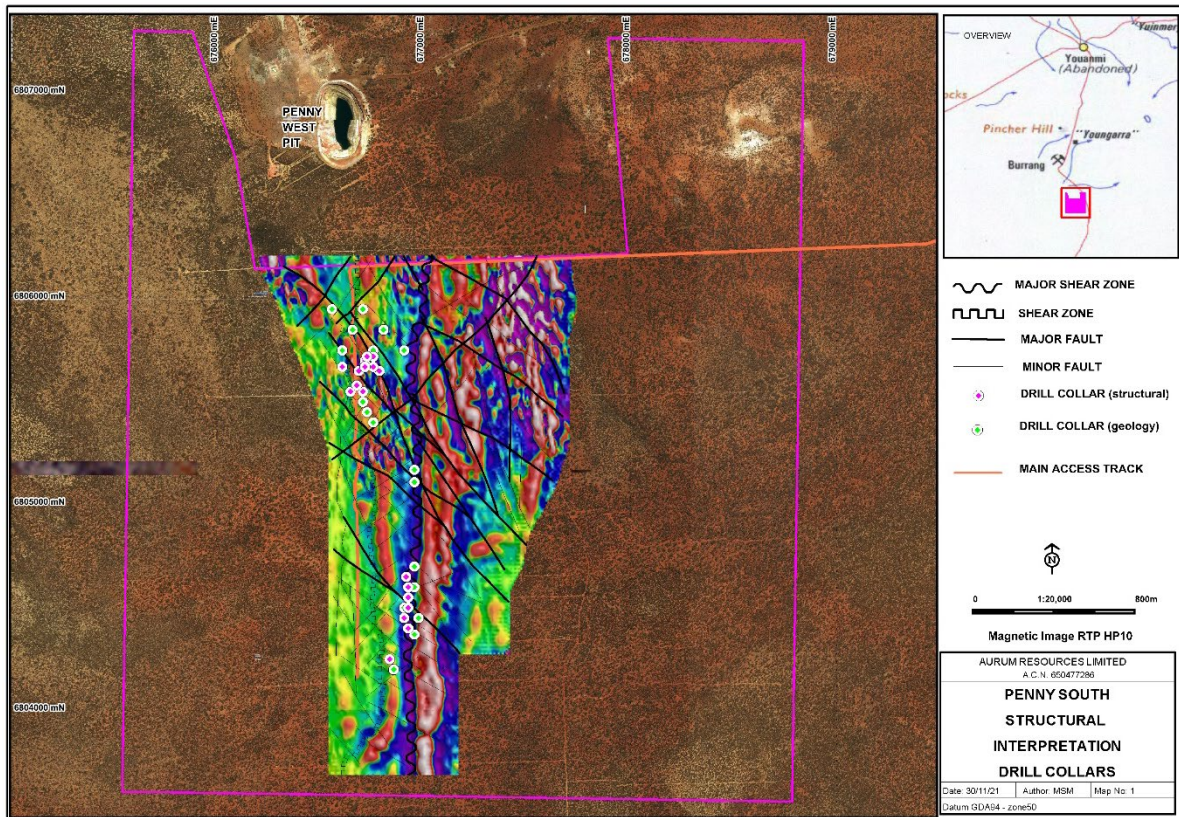 676000 mE
677000 mE
678000 mE
679000 mE
6807000 mN
6806000 mN
6805000 mN
6804000 mN
PENNY
WEST
PIT
OVERVIEW
"Yuinmery
Youanmi
(Abandoned)
ocks
Pincher Hill
"Youngarra"
Burrang
MAJOR SHEAR ZONE
SHEAR ZONE
MAJOR FAULT
MINOR FAULT
DRILL COLLAR (structural)
DRILL COLLAR (geology)
MAIN ACCESS TRACK
N
0 1:20,000 800m
Magnetic Image RTP HP10
AURUM RESOURCES LIMITED
A.C.N. 650477286
PENNY SOUTH
STRUCTURAL
INTERPRETATION
DRILL COLLARS
Date: 30/11/21 Author: MSM Map No: 1
Datum GDA94 - zone50